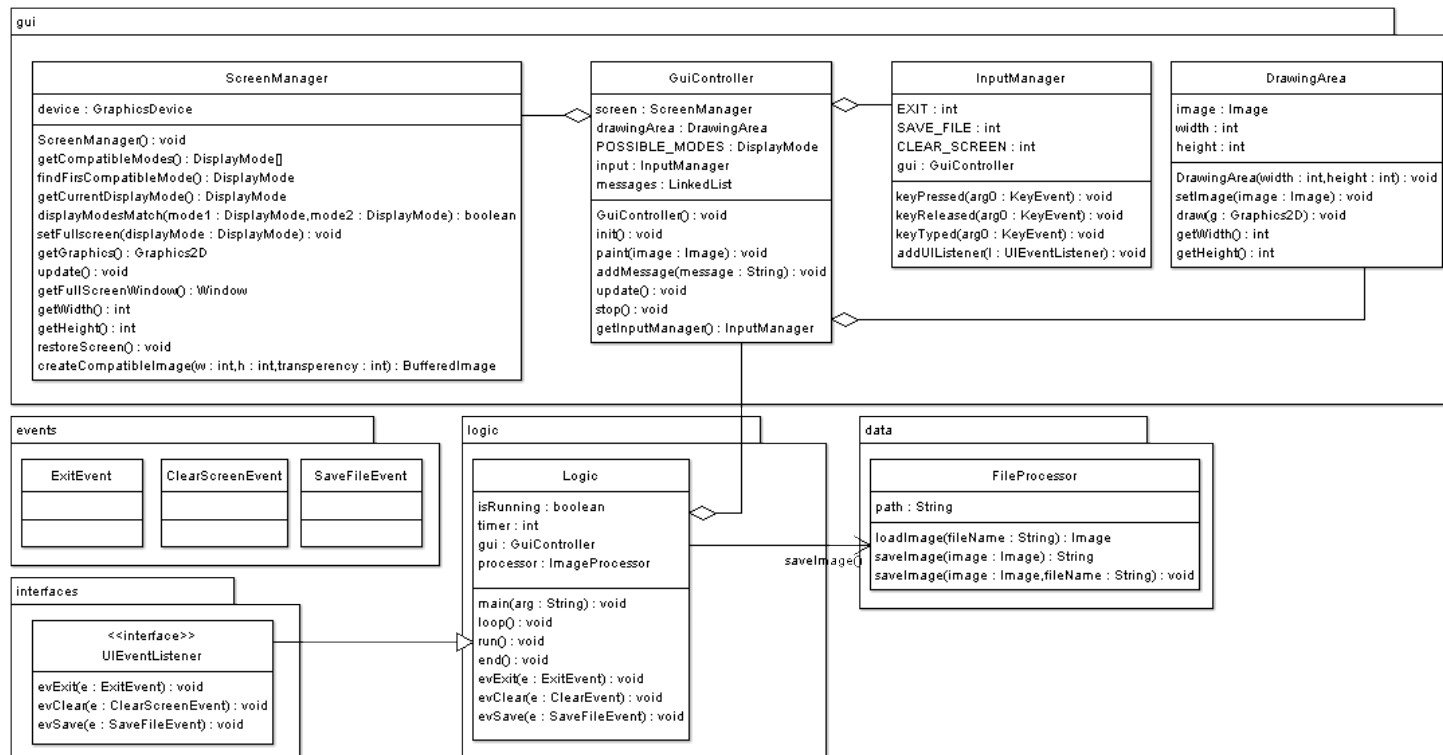 gui
ScreenManager
device : GraphicsDevice
ScreenManager() : void
getCompatibleModes() : DisplayMode[]
findFirsCompatibleMode() : DisplayMode
getCurrentDisplayMode() : DisplayMode
displayModesMatch(mode1 : DisplayMode,mode2 : DisplayMode) : boolean
setFullscreen(displayMode : DisplayMode) : void
getGraphics() : Graphics2D
update() : void
getFullScreenWindow() : Window
getWidth() : int
getHeight() : int
restoreScreen() : void
createCompatibleImage(w : int,h : int,transperency : int) : BufferedImage
GuiController
screen : ScreenManager
drawingArea : DrawingArea
POSSIBLE_MODES : DisplayMode
input : InputManager
messages : LinkedList
GuiController() : void
init() : void
paint(image : Image) : void
addMessage(message : String) : void
update() : void
stop() : void
getInputManager() : InputManager
InputManager
EXIT : int
SAVE_FILE : int
CLEAR_SCREEN : int
gui : GuiController
keyPressed(arg0 : KeyEvent) : void
keyReleased(arg0 : KeyEvent) : void
keyTyped(arg0 : KeyEvent) : void
addUIListener(l : UIEventListener) : void
DrawingArea
image : Image
width : int
height : int
DrawingArea(width : int,height : int) : void
setImage(image : Image) : void
draw(g : Graphics2D) : void
getWidth() : int
getHeight() : int
events
ExitEvent
ClearScreenEvent
SaveFileEvent
interfaces
<<interface>>
UIEventListener
evExit(e : ExitEvent) : void
evClear(e : ClearScreenEvent) : void
evSave(e : SaveFileEvent) : void
logic
Logic
isRunning : boolean
timer : int
gui : GuiController
processor : ImageProcessor
main(arg : String) : void
loop() : void
run() : void
end() : void
evExit(e : ExitEvent) : void
evClear(e : ClearEvent) : void
evSave(e : SaveFileEvent) : void
saveImage()
data
FileProcessor
path : String
loadImage(fileName : String) : Image
saveImage(image : Image) : String
saveImage(image : Image,fileName : String) : void